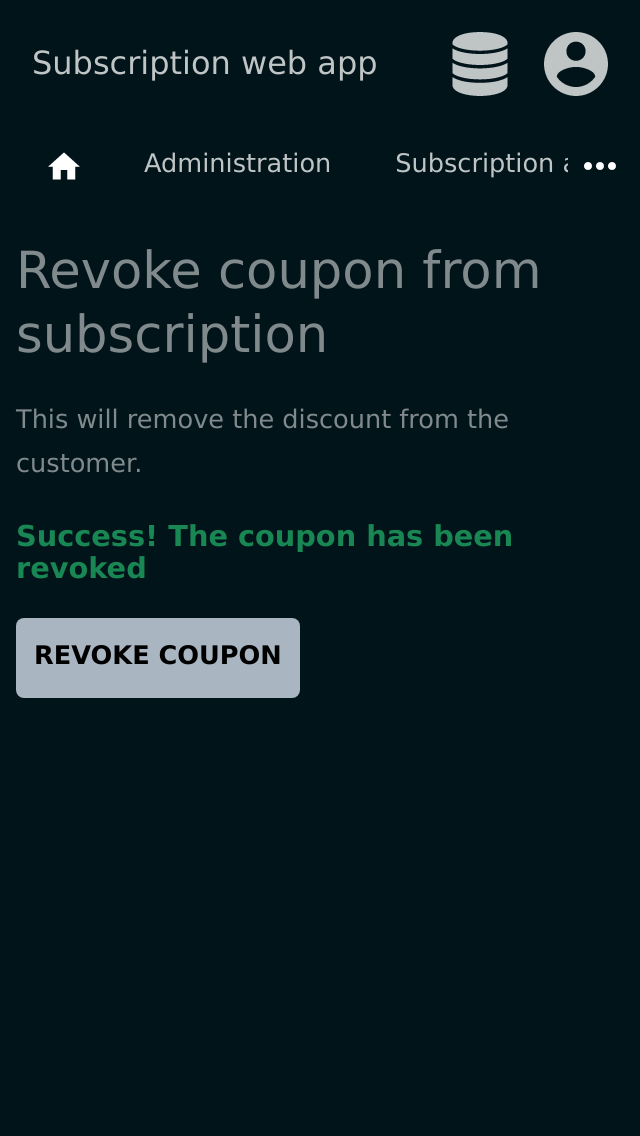 Subscription web app
Administration
Subscription
Revoke coupon from
subscription
This will remove the discount from the
customer.
Success! The coupon has been
revoked
REVOKE COUPON